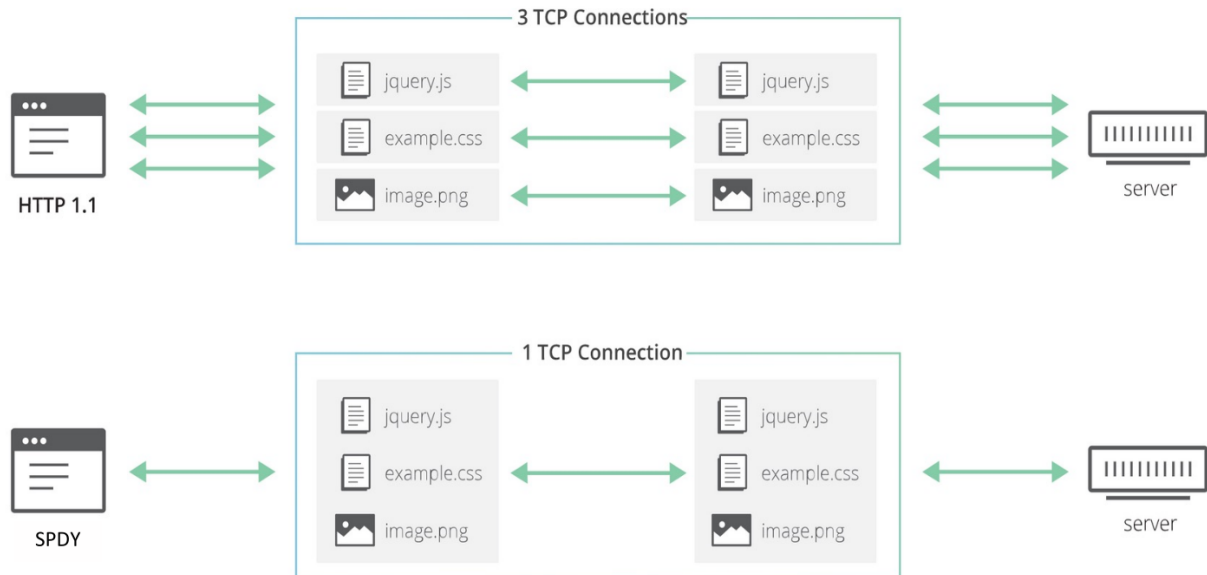 3 TCP Connections
jquery.js
jquery.js
example.css
example.css
image.png
image.png
HTTP 1.1
server
1 TCP Connection
jquery.js
jquery.js
example.css
example.css
image.png
image.png
SPDY
server